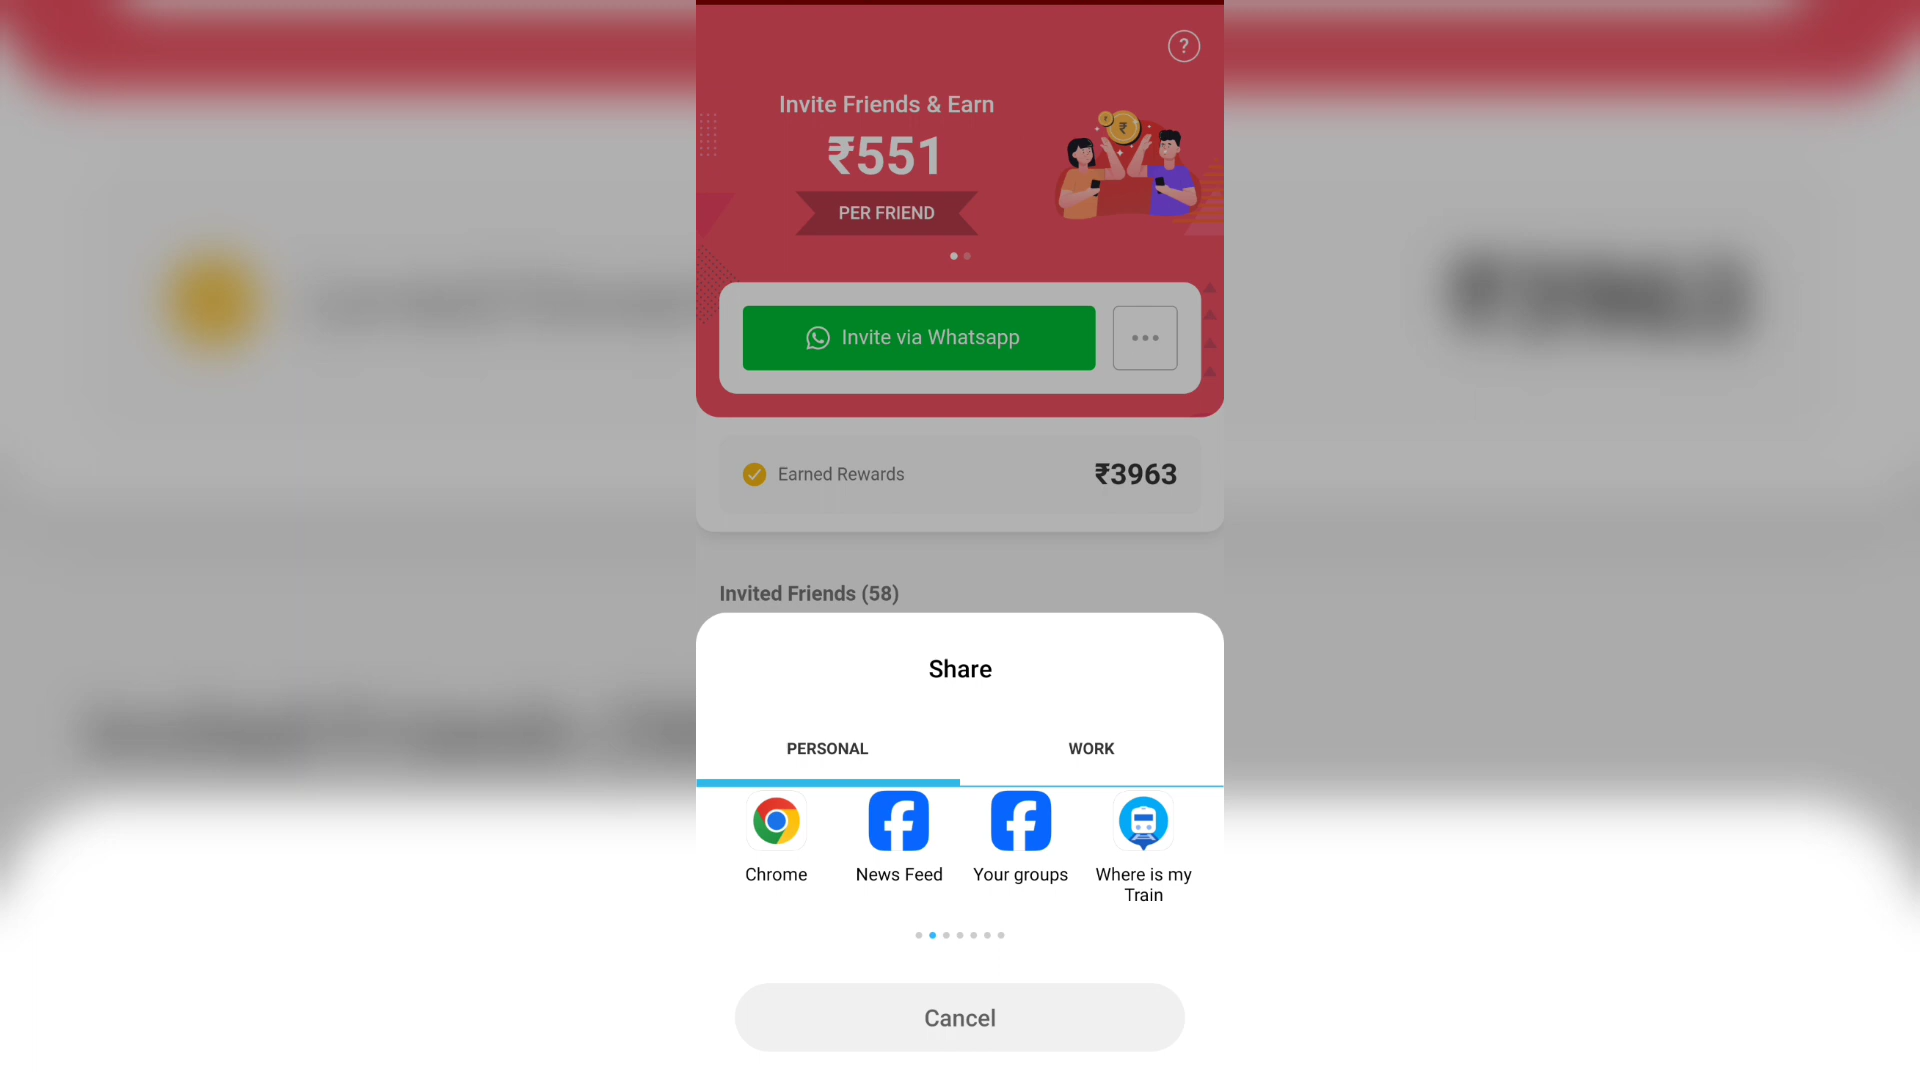 ?
Invite Friends & Earn
₹551
PER FRIEND
Invite via Whatsapp
Earned Rewards
₹3963
Invited Friends (58)
Share
PERSONAL
WORK
Chrome
News Feed
Your groups
Where is my
Train
Cancel